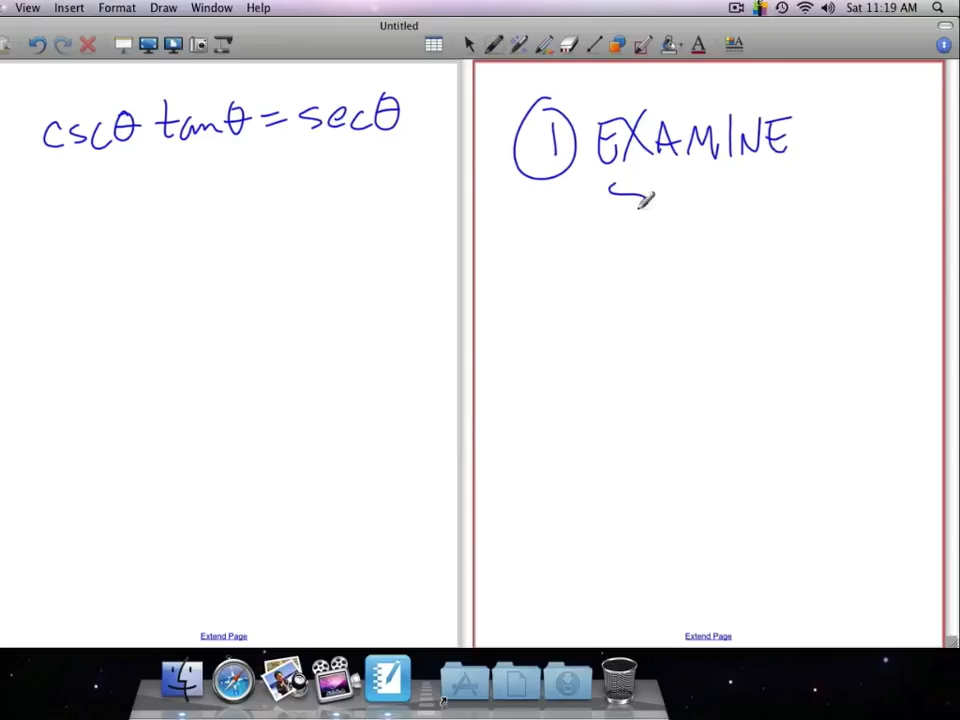 View Insert Format Draw Window Help Sat 11:19 AM
Untitled
cscθ tanθ = secθ
① EXAMINE
Extend Page Extend Page